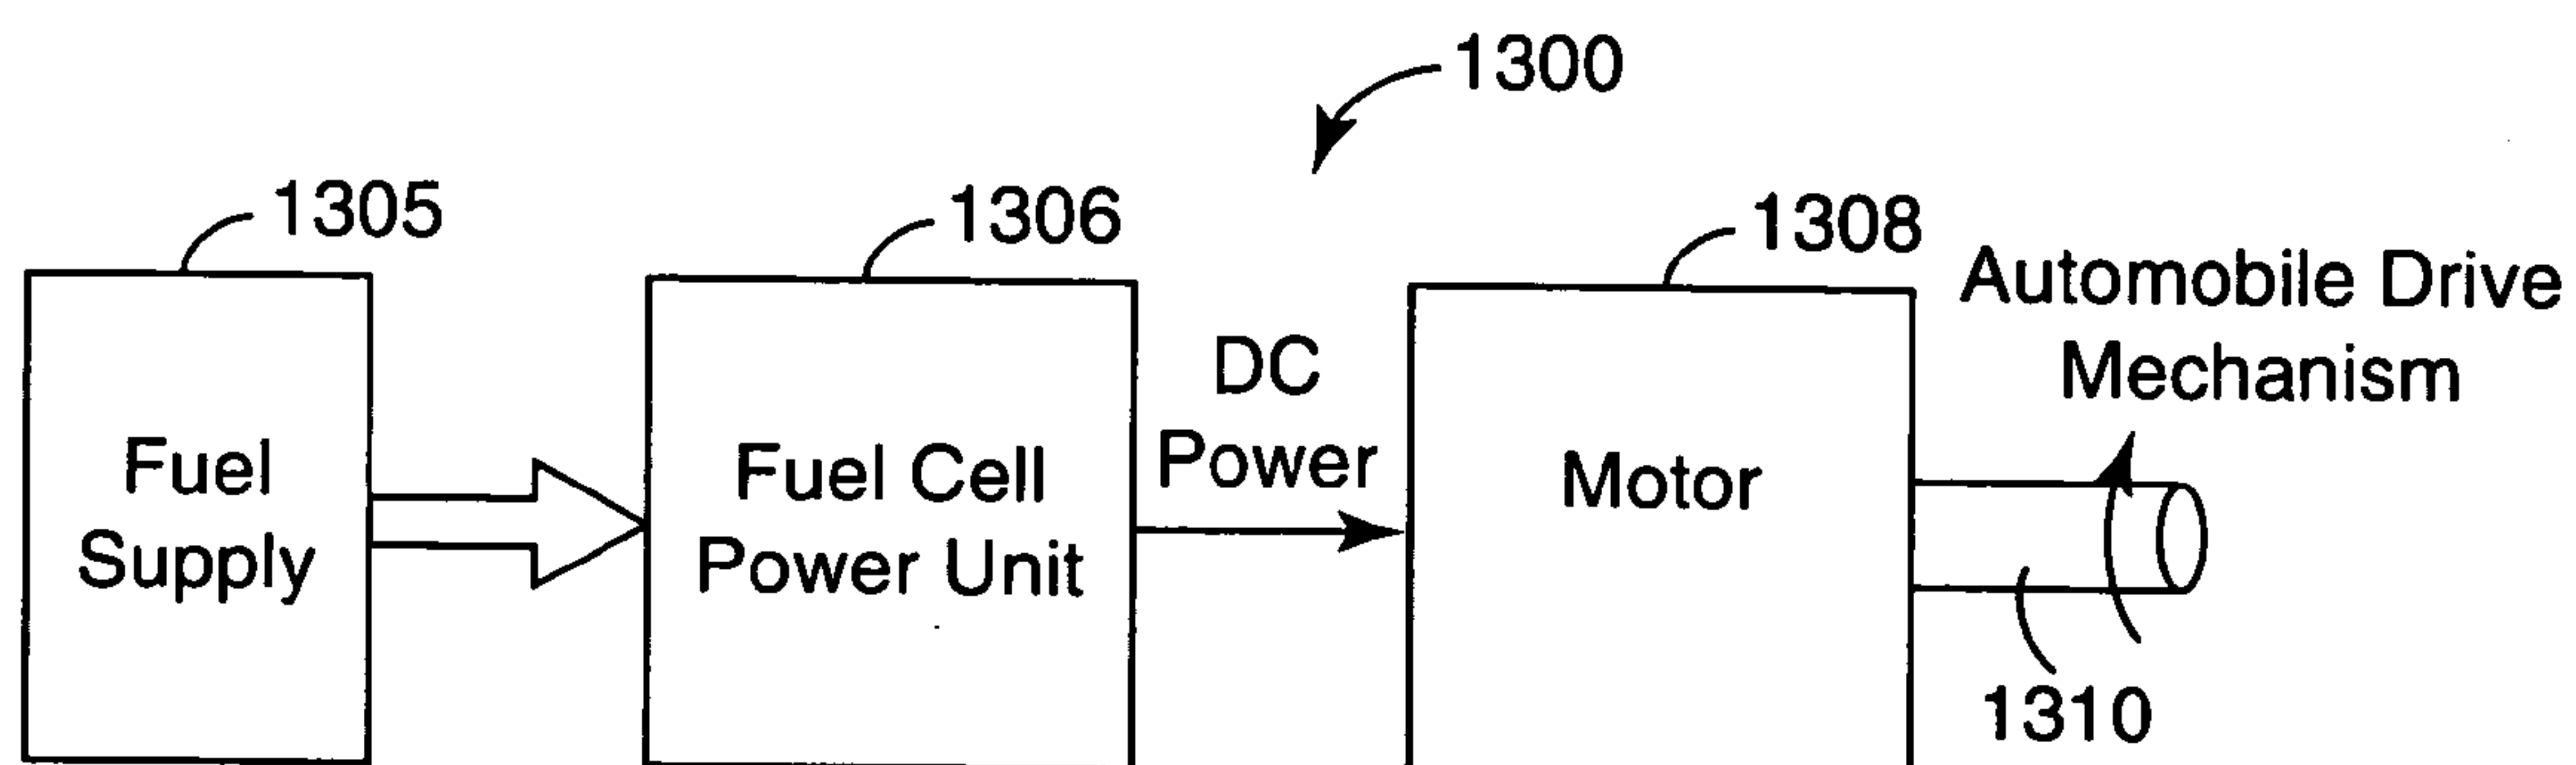 1300
1305
1306
1308
Automobile Drive
Mechanism
DC
Power
Fuel
Supply
Fuel Cell
Power Unit
Motor
1310